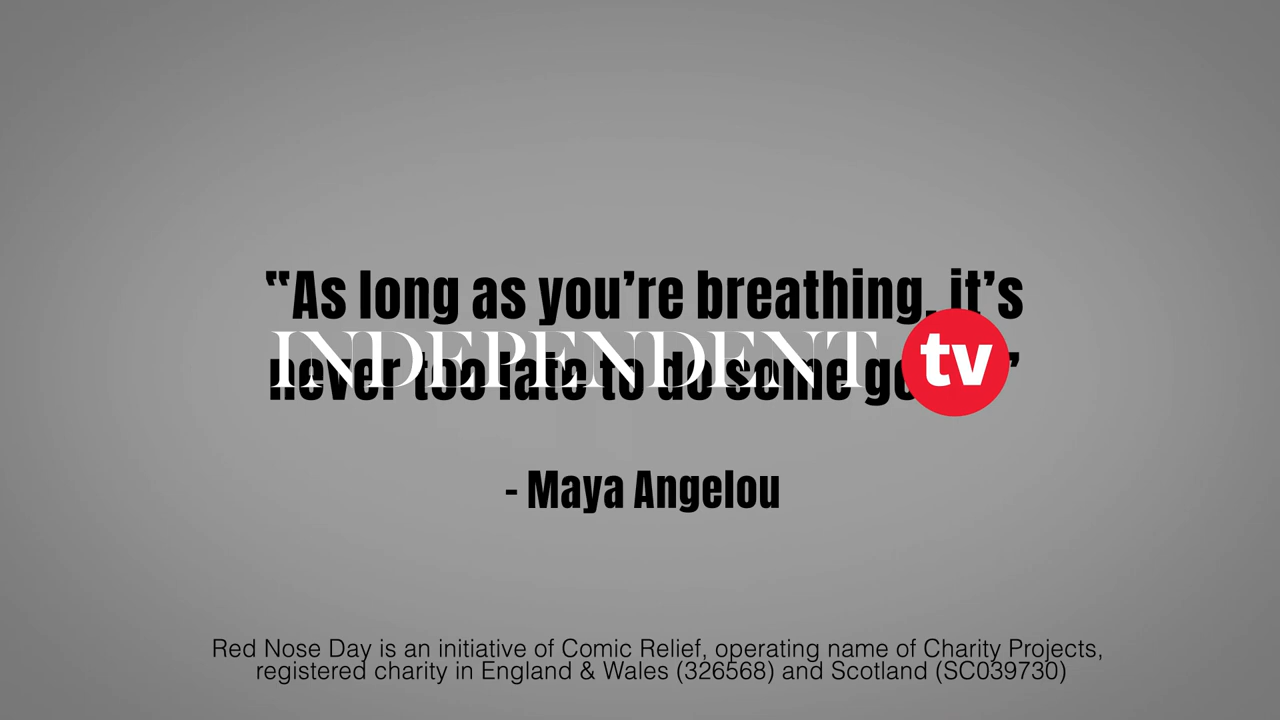 “As long as you’re breathing, it’s
INDEPENDENT tv
never too late to do some
- Maya Angelou
Red Nose Day is an initiative of Comic Relief, operating name of Charity Projects,
registered charity in England & Wales (326568) and Scotland (SC039730)